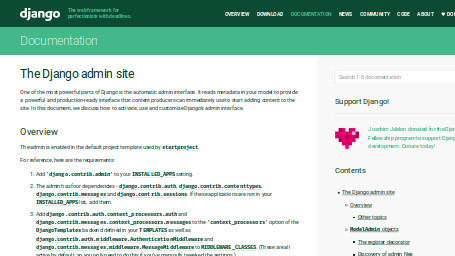 django
The web framework for
perfectionists with deadlines.
OVERVIEW DOWNLOAD DOCUMENTATION NEWS COMMUNITY CODE ABOUT ♥ DO
Documentation
The Django admin site
One of the most powerful parts of Django is the automatic admin interface. It reads metadata in your model to provide
a powerful and production-ready interface that content producers can immediately use to start adding content to the
site. In this document, we discuss how to activate, use and customize Django's admin interface.
Overview
The admin is enabled in the default project template used by startproject.
For reference, here are the requirements:
1. Add 'django.contrib.admin' to your INSTALLED_APPS setting.
2. The admin has four dependencies - django.contrib.auth, django.contrib.contenttypes,
django.contrib.messages and django.contrib.sessions. If these applications are not in your
INSTALLED_APPS list, add them.
3. Add django.contrib.auth.context_processors.auth and
django.contrib.messages.context_processors.messages to the 'context_processors' option of the
DjangoTemplates backend defined in your TEMPLATES as well as
django.contrib.auth.middleware.AuthenticationMiddleware and
django.contrib.messages.middleware.MessageMiddleware to MIDDLEWARE_CLASSES. (These are all
active by default, so you only need to do this if you've manually tweaked the settings.)
Search 1.8 documentation
Support Django!
Joachim Jablon donated to the Djan
Fellowship program to support Djang
development. Donate today!
Contents
The Django admin site
Overview
Other topics
ModelAdmin objects
The register decorator
Discovery of admin files